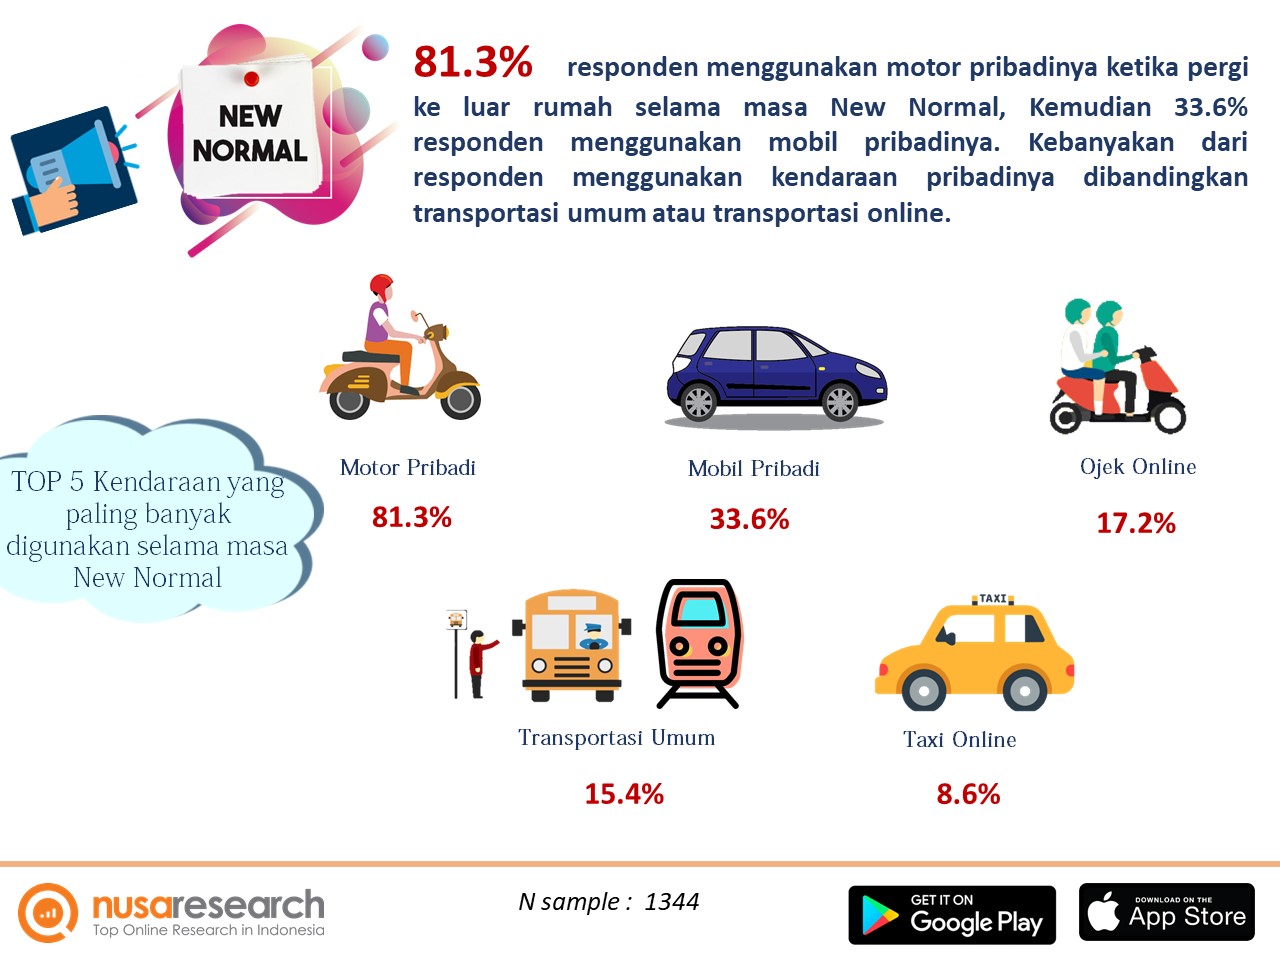 NEW
NORMAL
81.3% responden menggunakan motor pribadinya ketika pergi
ke luar rumah selama masa New Normal, Kemudian 33.6%
responden menggunakan mobil pribadinya. Kebanyakan dari
responden menggunakan kendaraan pribadinya dibandingkan
transportasi umum atau transportasi online.
TOP 5 Kendaraan yang
paling banyak
digunakan selama masa
New Normal
Motor Pribadi
81.3%
Mobil Pribadi
33.6%
Ojek Online
17.2%
Transportasi Umum
15.4%
TAXI
Taxi Online
8.6%
nusaresearch
Top Online Research in Indonesia
N sample : 1344
GET IT ON
Google Play
DOWNLOAD ON THE
App Store